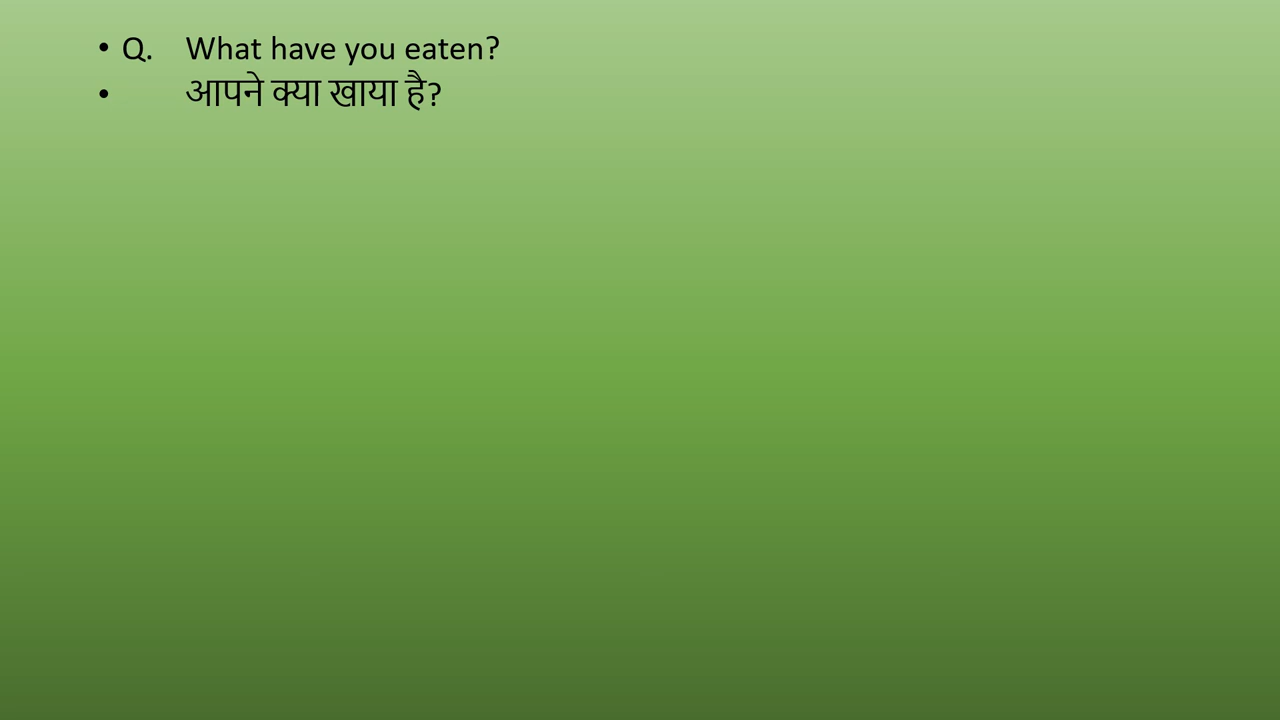 • Q. What have you eaten?
• आपने क्या खाया है?